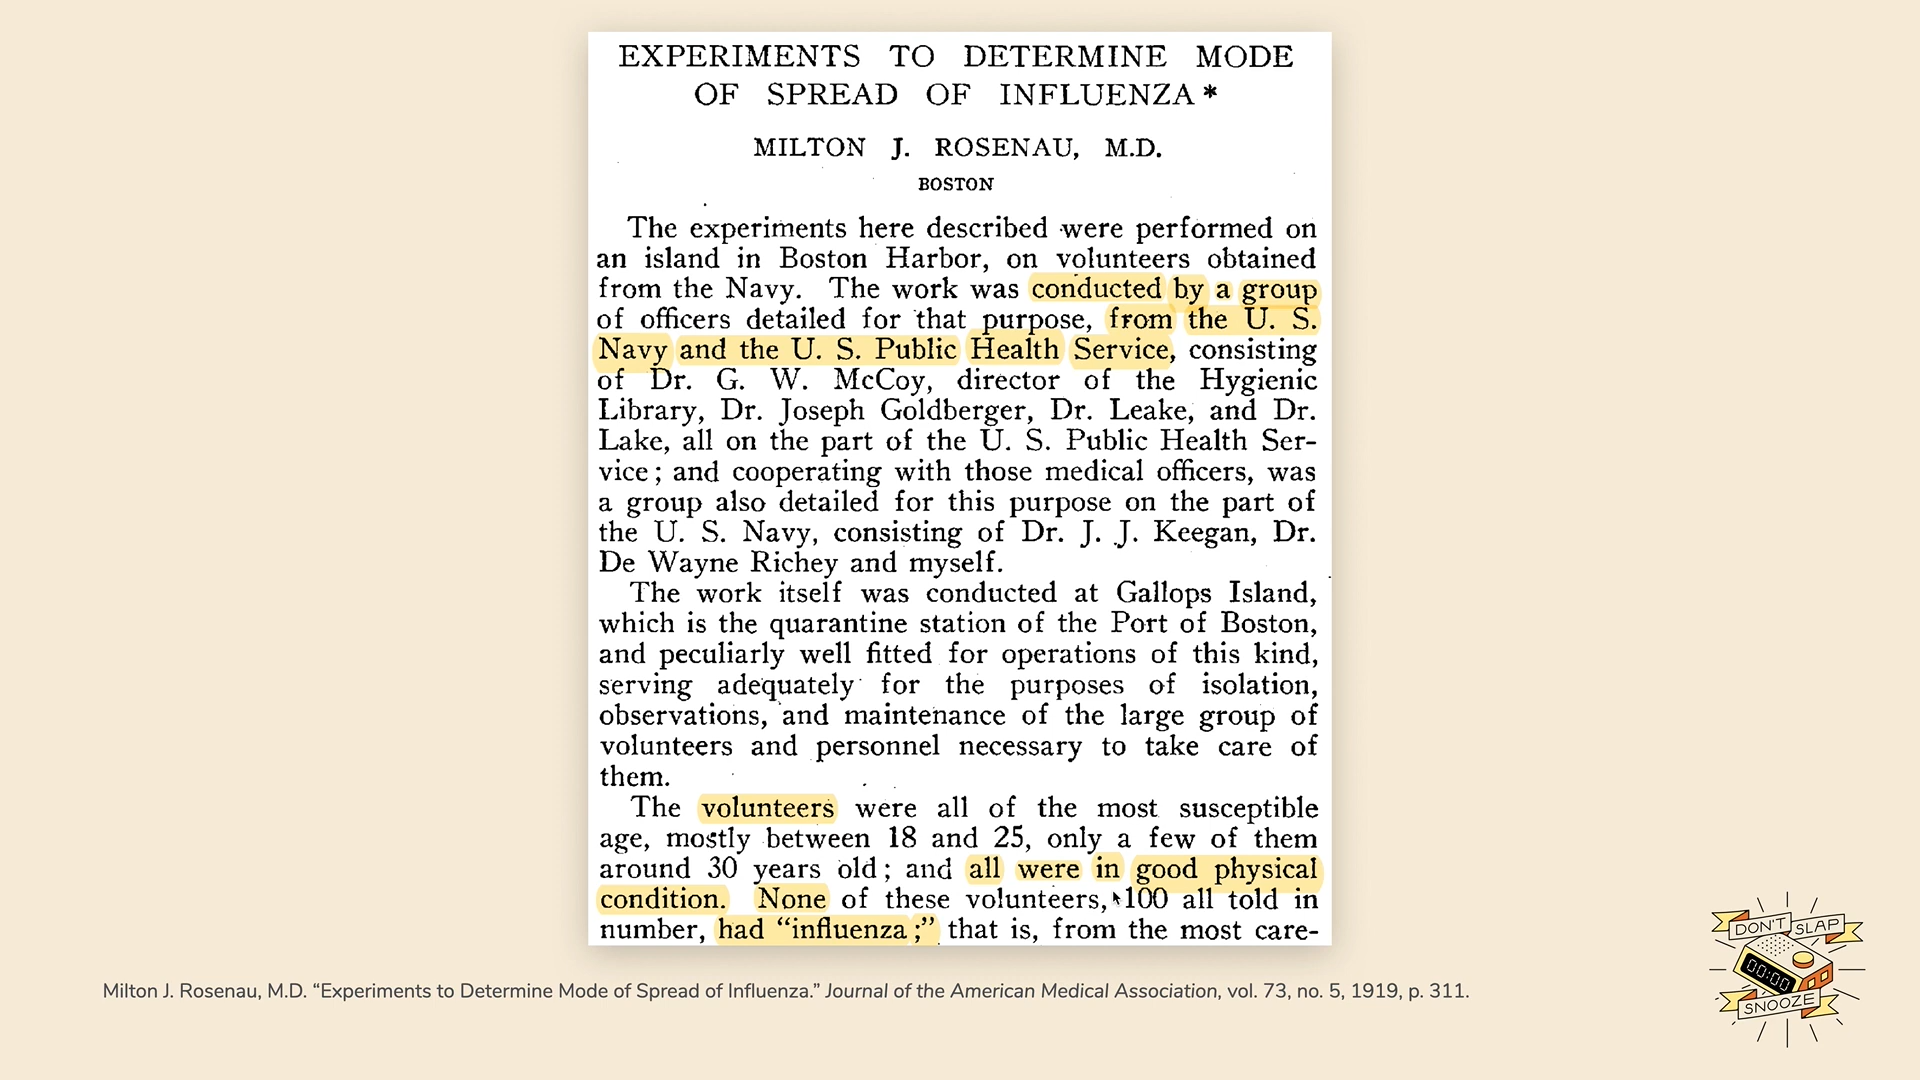 EXPERIMENTS TO DETERMINE MODE
OF SPREAD OF INFLUENZA*
MILTON J. ROSENAU, M.D.
BOSTON
The experiments here described were performed on
an island in Boston Harbor, on volunteers obtained
from the Navy. The work was conducted by a group
of officers detailed for that purpose, from the U. S.
Navy and the U. S. Public Health Service, consisting
of Dr. G. W. McCoy, director of the Hygienic
Library, Dr. Joseph Goldberger, Dr. Leake, and Dr.
Lake, all on the part of the U. S. Public Health Ser-
vice; and cooperating with those medical officers, was
a group also detailed for this purpose on the part of
the U. S. Navy, consisting of Dr. J. J. Keegan, Dr.
De Wayne Richey and myself.
The work itself was conducted at Gallops Island,
which is the quarantine station of the Port of Boston,
and peculiarly well fitted for operations of this kind,
serving adequately for the purposes of isolation,
observations, and maintenance of the large group of
volunteers and personnel necessary to take care of
them.
The volunteers were all of the most susceptible
age, mostly between 18 and 25, only a few of them
around 30 years old; and all were in good physical
condition. None of these volunteers, 100 all told in
number, had “influenza;” that is, from the most care-
Milton J. Rosenau, M.D. “Experiments to Determine Mode of Spread of Influenza.” Journal of the American Medical Association, vol. 73, no. 5, 1919, p. 311.
DON'T SLAP
00:00
SNOOZE